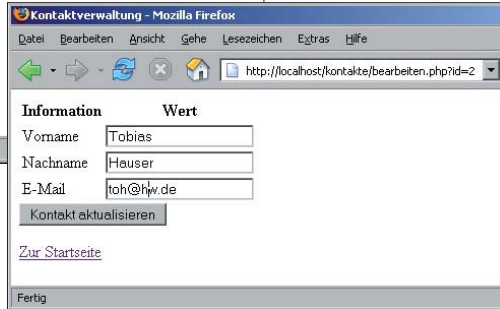 Kontaktverwaltung - Mozilla Firefox
Datei Bearbeiten Ansicht Gehe Lesezeichen Extras Hilfe
http://localhost/kontakte/bearbeiten.php?id=2
Information Wert
Vorname Tobias
Nachname Hauser
E-Mail toh@hw.de
Kontakt aktualisieren
Zur Startseite
Fertig